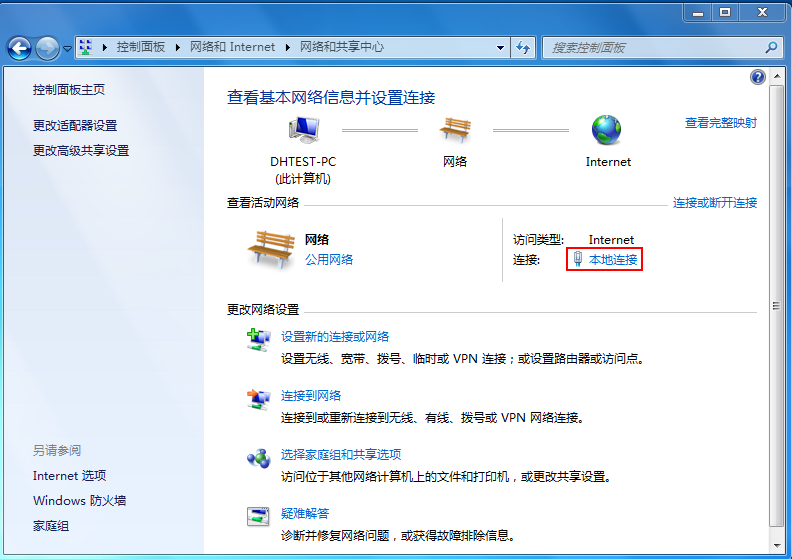 控制面板 网络和 Internet 网络和共享中心 搜索控制面板
控制面板主页
更改适配器设置
更改高级共享设置
查看基本网络信息并设置连接
查看完整映射
DHTEST-PC 网络 Internet
(此计算机)
查看活动网络 连接或断开连接
网络
公用网络
访问类型: Internet
连接: 本地连接
更改网络设置
设置新的连接或网络
设置无线、宽带、拨号、临时或 VPN 连接；或设置路由器或访问点。
连接到网络
连接到或重新连接到无线、有线、拨号或 VPN 网络连接。
选择家庭组和共享选项
访问位于其他网络计算机上的文件和打印机，或更改共享设置。
疑难解答
诊断并修复网络问题，或获得故障排除信息。
另请参阅
Internet 选项
Windows 防火墙
家庭组